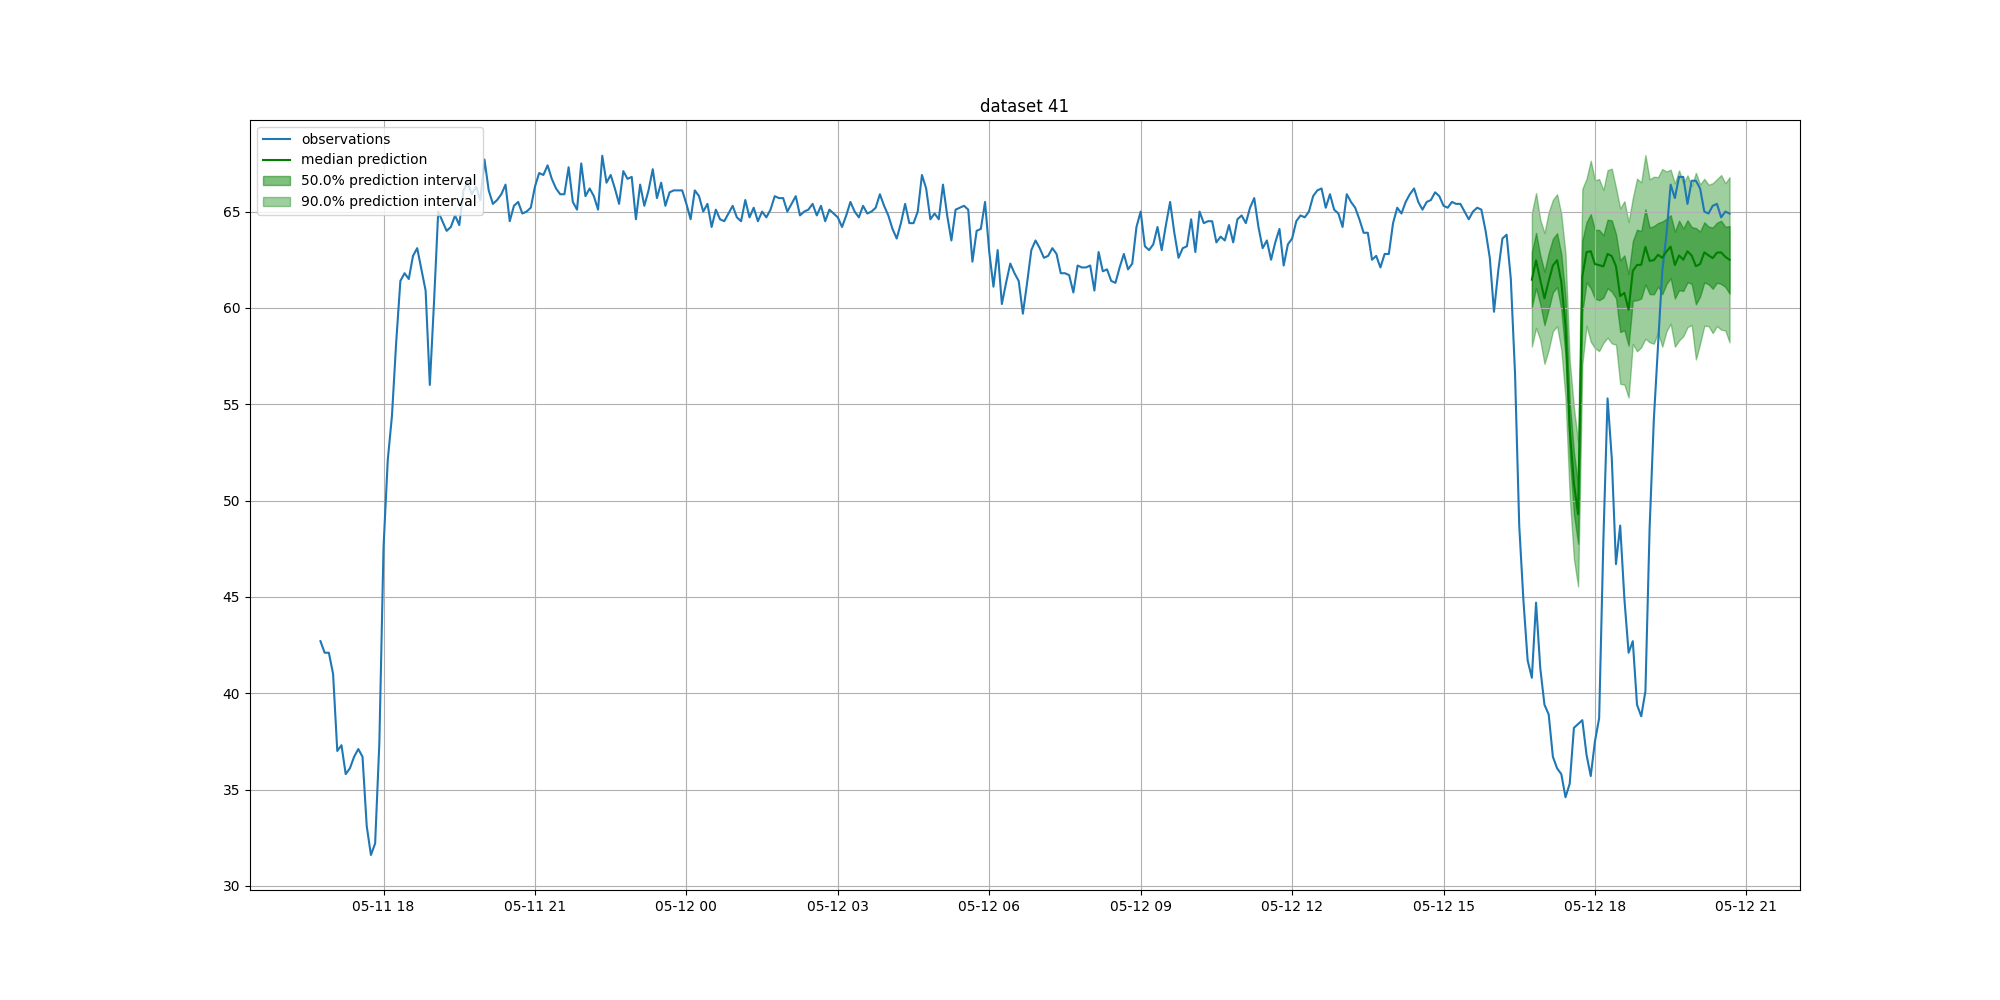 dataset 41
observations
median prediction
50.0% prediction interval
90.0% prediction interval
65
60
55
50
45
40
35
30
05-11 18 05-11 21 05-12 00 05-12 03 05-12 06 05-12 09 05-12 12 05-12 15 05-12 18 05-12 21